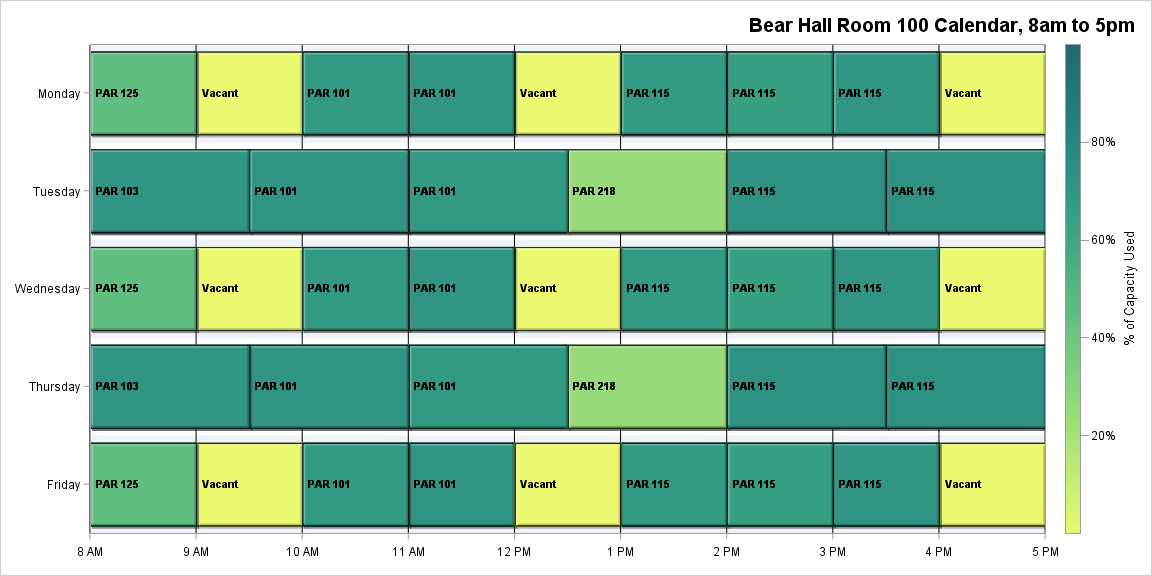 Bear Hall Room 100 Calendar, 8am to 5pm
Monday PAR 125 Vacant PAR 101 PAR 101 Vacant PAR 115 PAR 115 PAR 115 Vacant
80%
Tuesday PAR 103 PAR 101 PAR 101 PAR 218 PAR 115 PAR 115
60%
% of Capacity Used
Wednesday PAR 125 Vacant PAR 101 PAR 101 Vacant PAR 115 PAR 115 PAR 115 Vacant
40%
Thursday PAR 103 PAR 101 PAR 101 PAR 218 PAR 115 PAR 115
20%
Friday PAR 125 Vacant PAR 101 PAR 101 Vacant PAR 115 PAR 115 PAR 115 Vacant
8 AM 9 AM 10 AM 11 AM 12 PM 1 PM 2 PM 3 PM 4 PM 5 PM